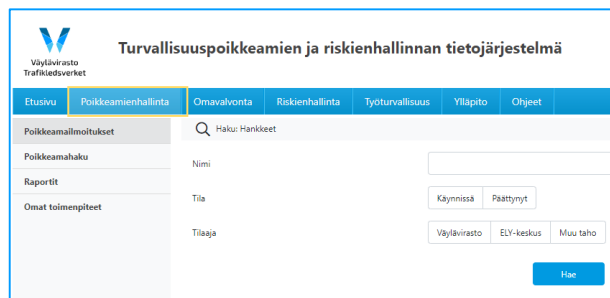 Väylävirasto
Trafikledsverket
Turvallisuuspoikkeamien ja riskienhallinnan tietojärjestelmä
Etusivu Poikkeamienhallinta Omavalvonta Riskienhallinta Työturvallisuus Ylläpito Ohjeet
Poikkeamailmoitukset
Poikkeamahaku
Raportit
Omat toimenpiteet
Haku: Hankkeet
Nimi
Tila Käynnissä Päättynyt
Tilaaja Väylävirasto ELY-keskus Muu taho
Hae